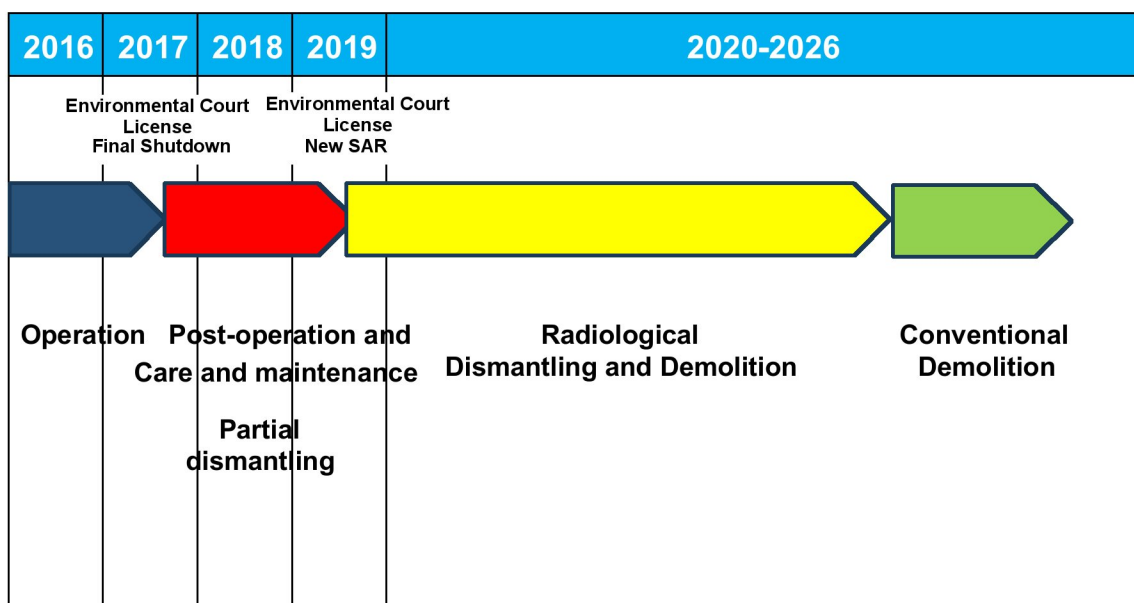 2016 2017 2018 2019 2020-2026
Environmental Court
License
Final Shutdown
Environmental Court
License
New SAR
Operation
Post-operation and
Care and maintenance
Partial
dismantling
Radiological
Dismantling and Demolition
Conventional
Demolition